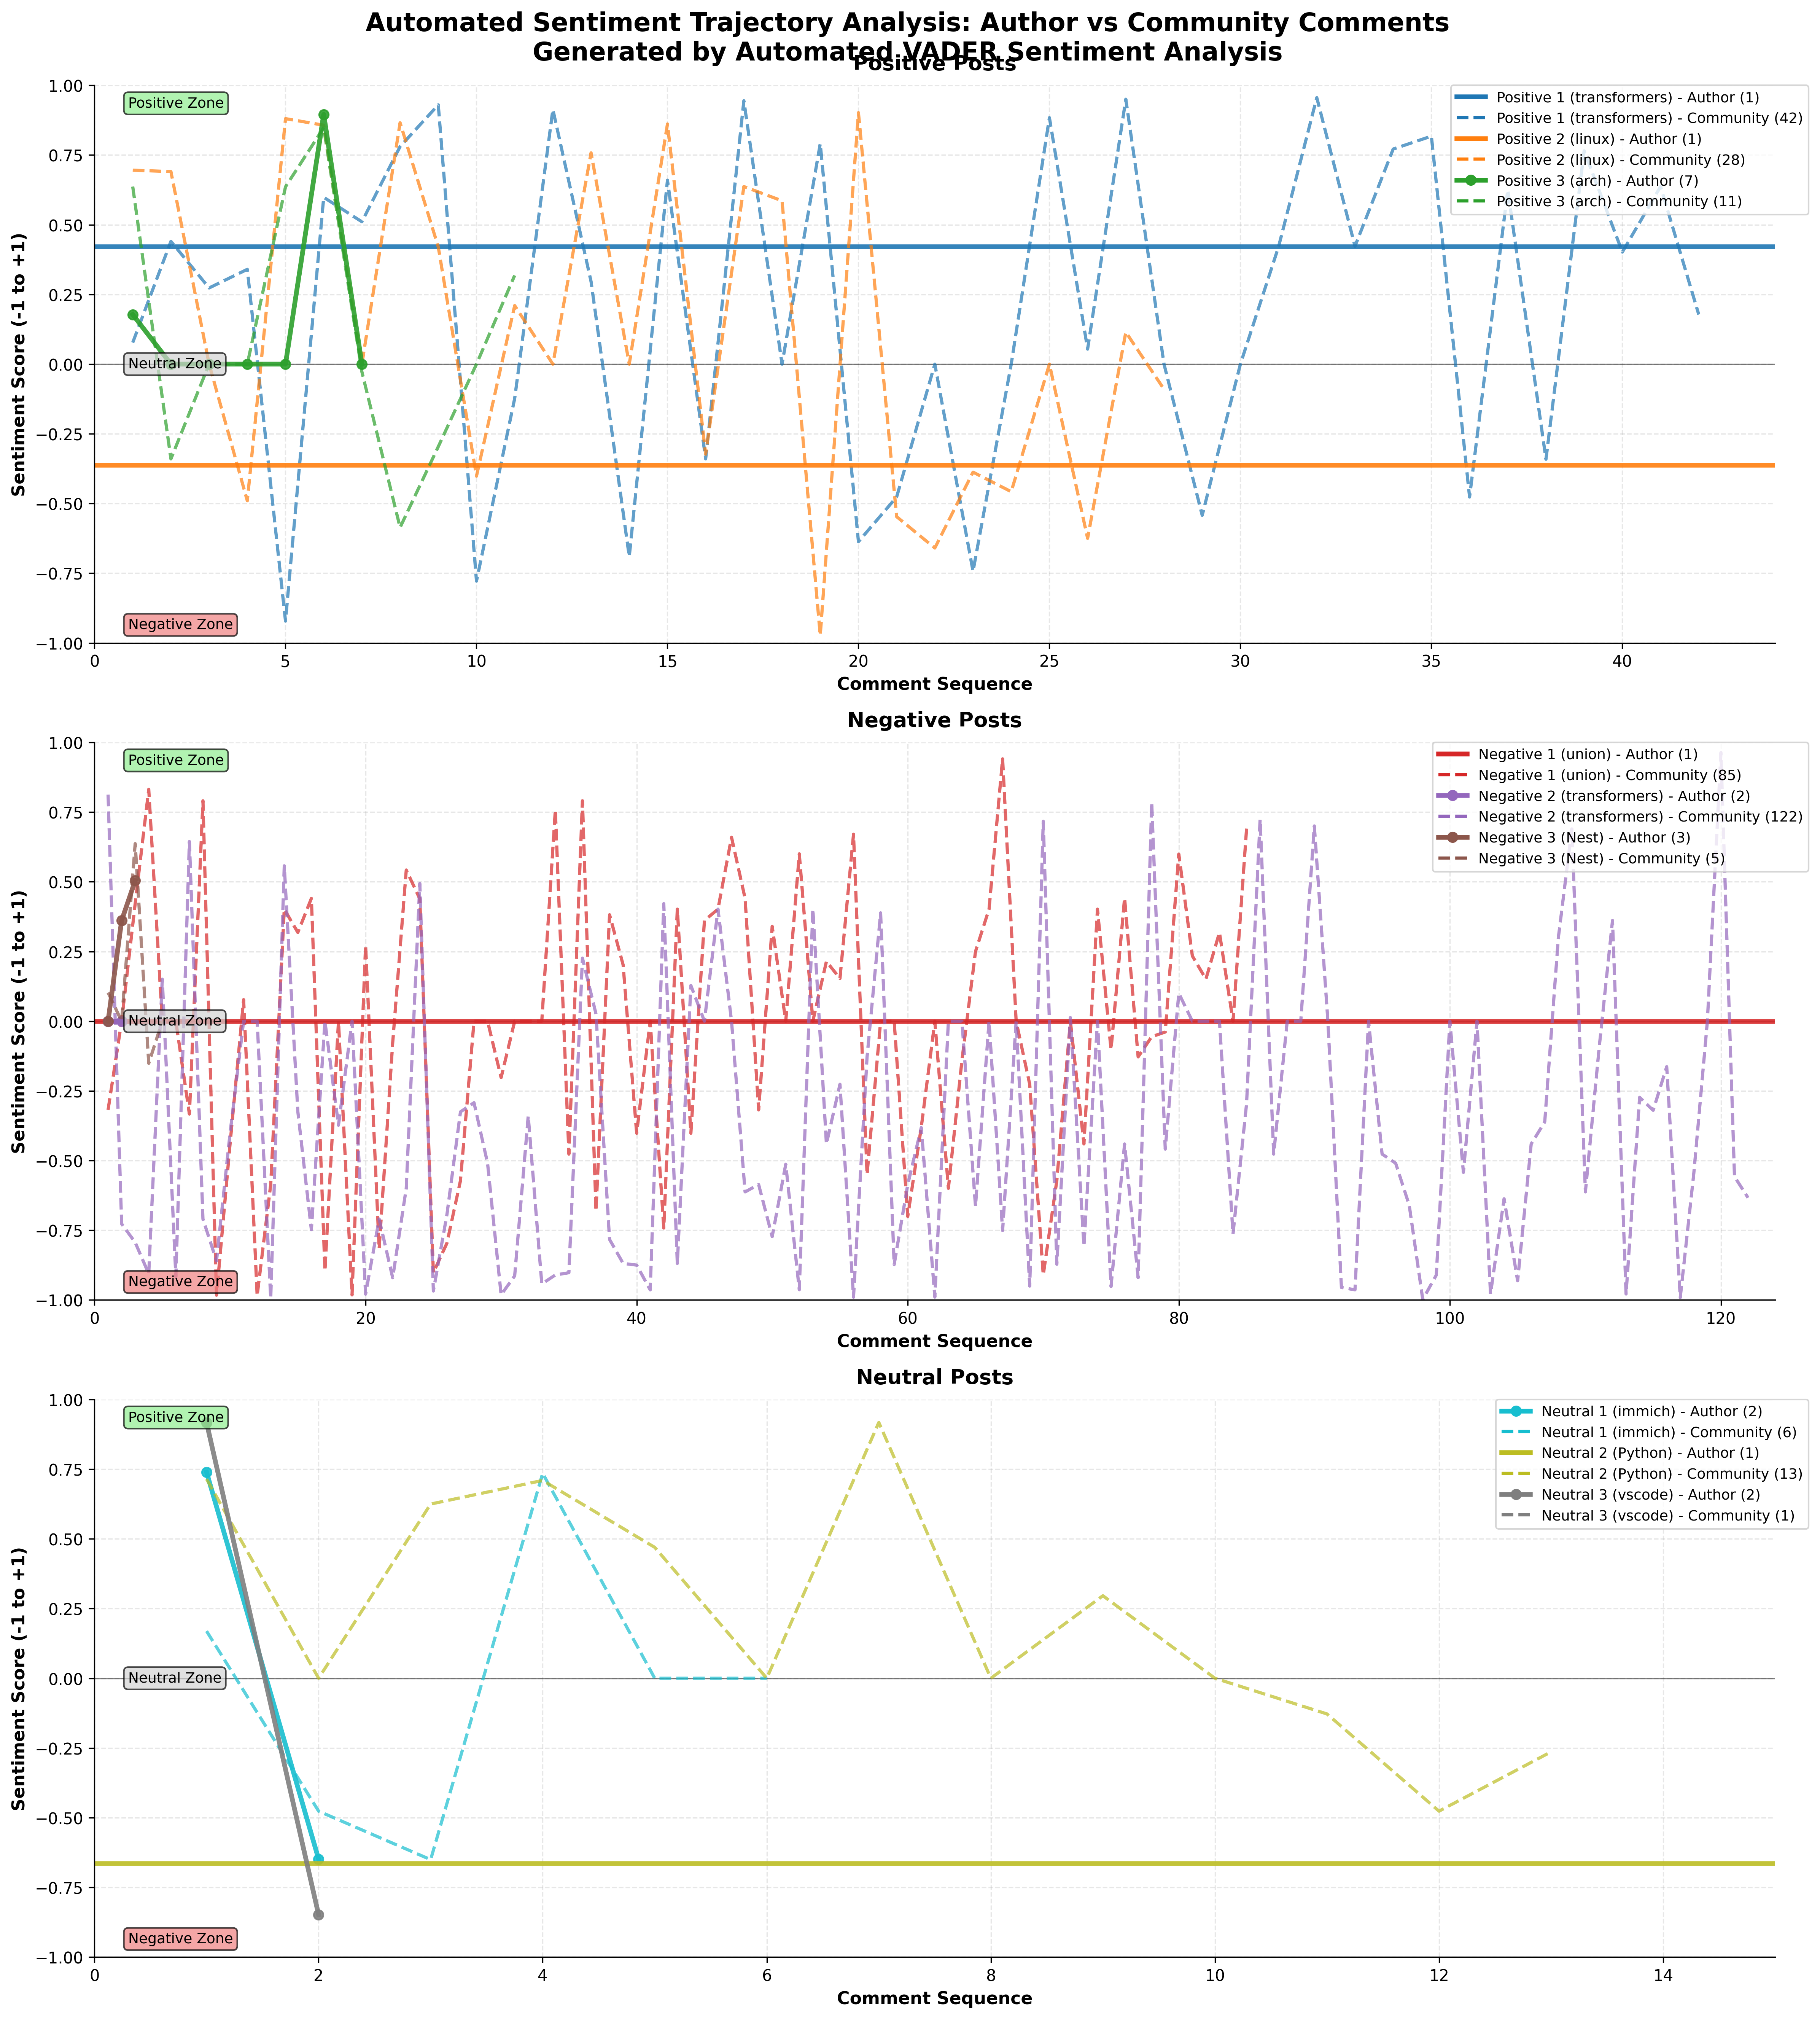 Automated Sentiment Trajectory Analysis: Author vs Community Comments
Generated by Automated VADER Sentiment Analysis
Positive Posts
Sentiment Score (-1 to +1)
1.00
0.75
0.50
0.25
0.00
−0.25
−0.50
−0.75
−1.00
Positive Zone
Neutral Zone
Negative Zone
Positive 1 (transformers) - Author (1)
Positive 1 (transformers) - Community (42)
Positive 2 (linux) - Author (1)
Positive 2 (linux) - Community (28)
Positive 3 (arch) - Author (7)
Positive 3 (arch) - Community (11)
0 5 10 15 20 25 30 35 40
Comment Sequence
Negative Posts
Sentiment Score (-1 to +1)
1.00
0.75
0.50
0.25
0.00
−0.25
−0.50
−0.75
−1.00
Positive Zone
Neutral Zone
Negative Zone
Negative 1 (union) - Author (1)
Negative 1 (union) - Community (85)
Negative 2 (transformers) - Author (2)
Negative 2 (transformers) - Community (122)
Negative 3 (Nest) - Author (3)
Negative 3 (Nest) - Community (5)
0 20 40 60 80 100 120
Comment Sequence
Neutral Posts
Sentiment Score (-1 to +1)
1.00
0.75
0.50
0.25
0.00
−0.25
−0.50
−0.75
−1.00
Positive Zone
Neutral Zone
Negative Zone
Neutral 1 (immich) - Author (2)
Neutral 1 (immich) - Community (6)
Neutral 2 (Python) - Author (1)
Neutral 2 (Python) - Community (13)
Neutral 3 (vscode) - Author (2)
Neutral 3 (vscode) - Community (1)
0 2 4 6 8 10 12 14
Comment Sequence